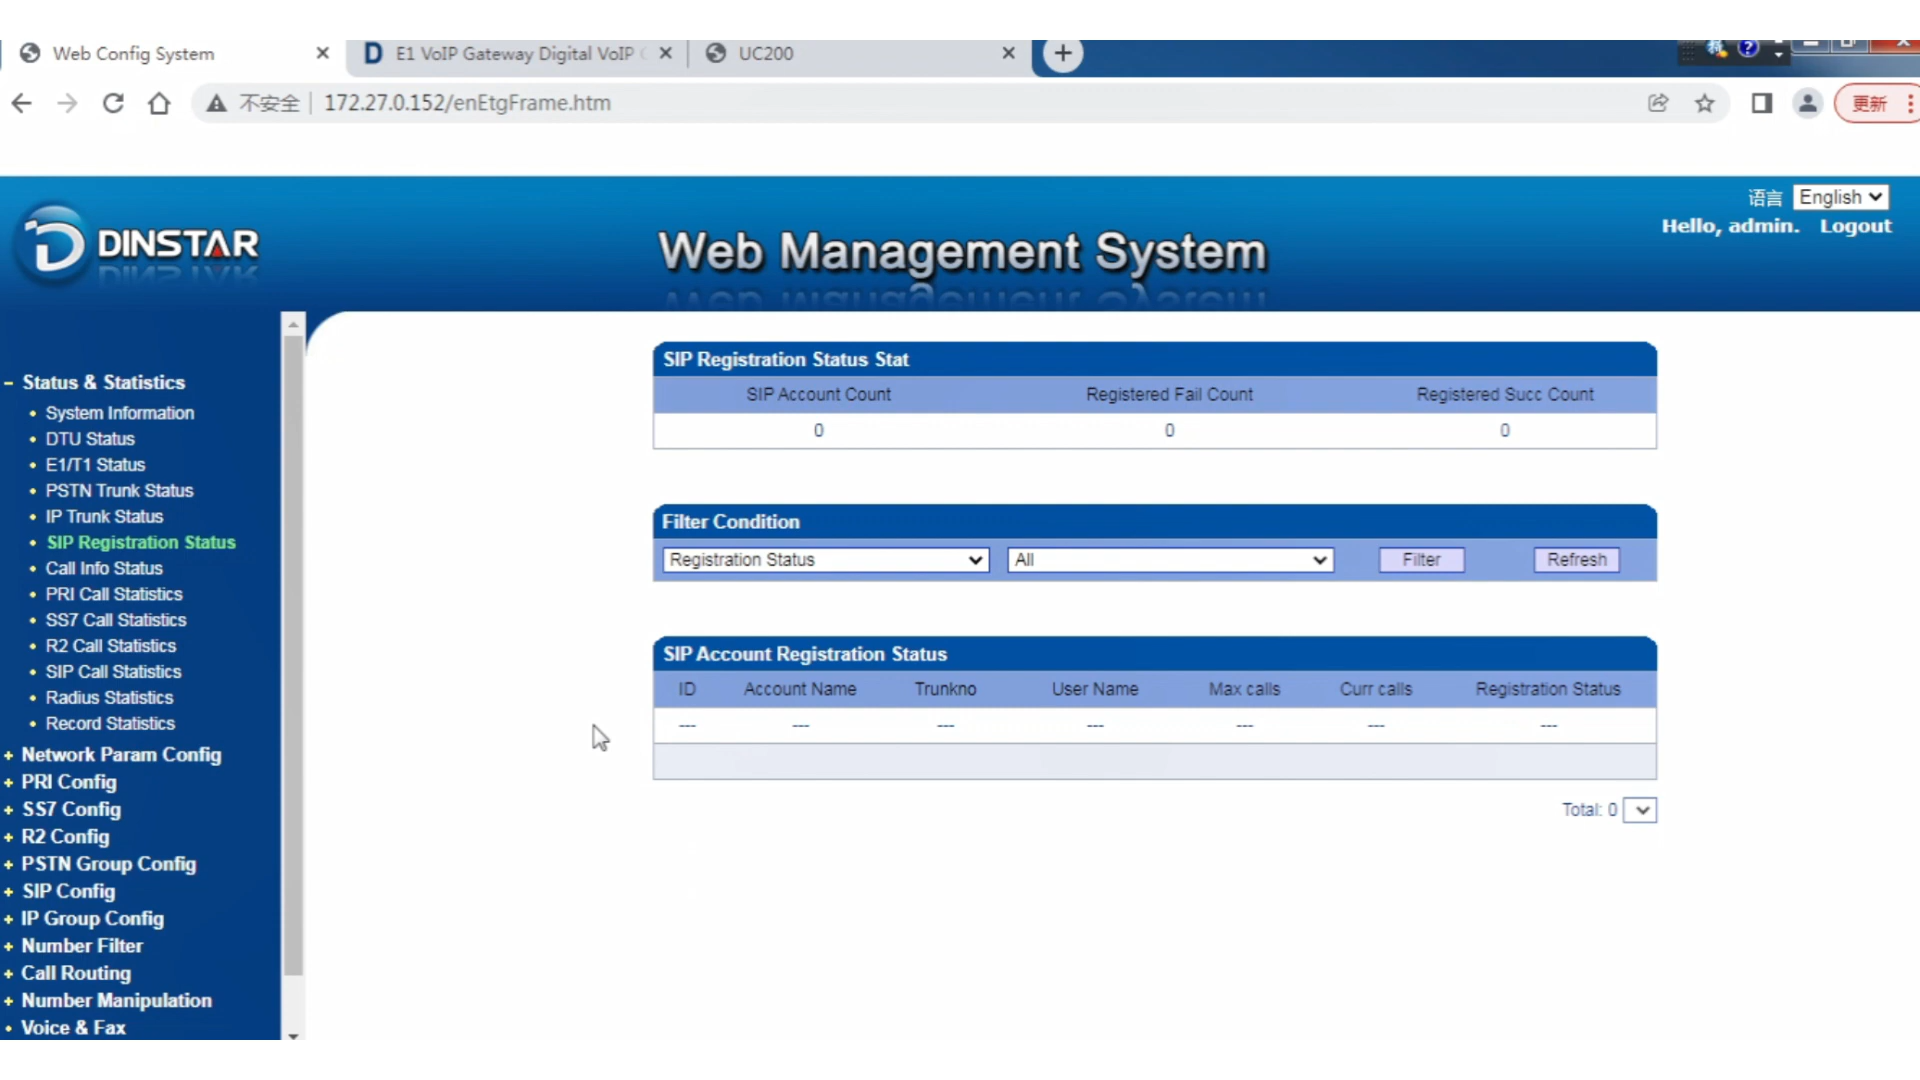 Web Config System
E1 VoIP Gateway Digital VoIP
UC200
不安全 172.27.0.152/enEtgFrame.htm
更新
语言 English
Hello, admin. Logout
DINSTAR
Web Management System
Status & Statistics
System Information
DTU Status
E1/T1 Status
PSTN Trunk Status
IP Trunk Status
SIP Registration Status
Call Info Status
PRI Call Statistics
SS7 Call Statistics
R2 Call Statistics
SIP Call Statistics
Radius Statistics
Record Statistics
Network Param Config
PRI Config
SS7 Config
R2 Config
PSTN Group Config
SIP Config
IP Group Config
Number Filter
Call Routing
Number Manipulation
Voice & Fax
SIP Registration Status Stat
SIP Account Count Registered Fail Count Registered Succ Count
0 0 0
Filter Condition
Registration Status All Filter Refresh
SIP Account Registration Status
ID Account Name Trunkno User Name Max calls Curr calls Registration Status
--- --- --- --- --- --- ---
Total: 0